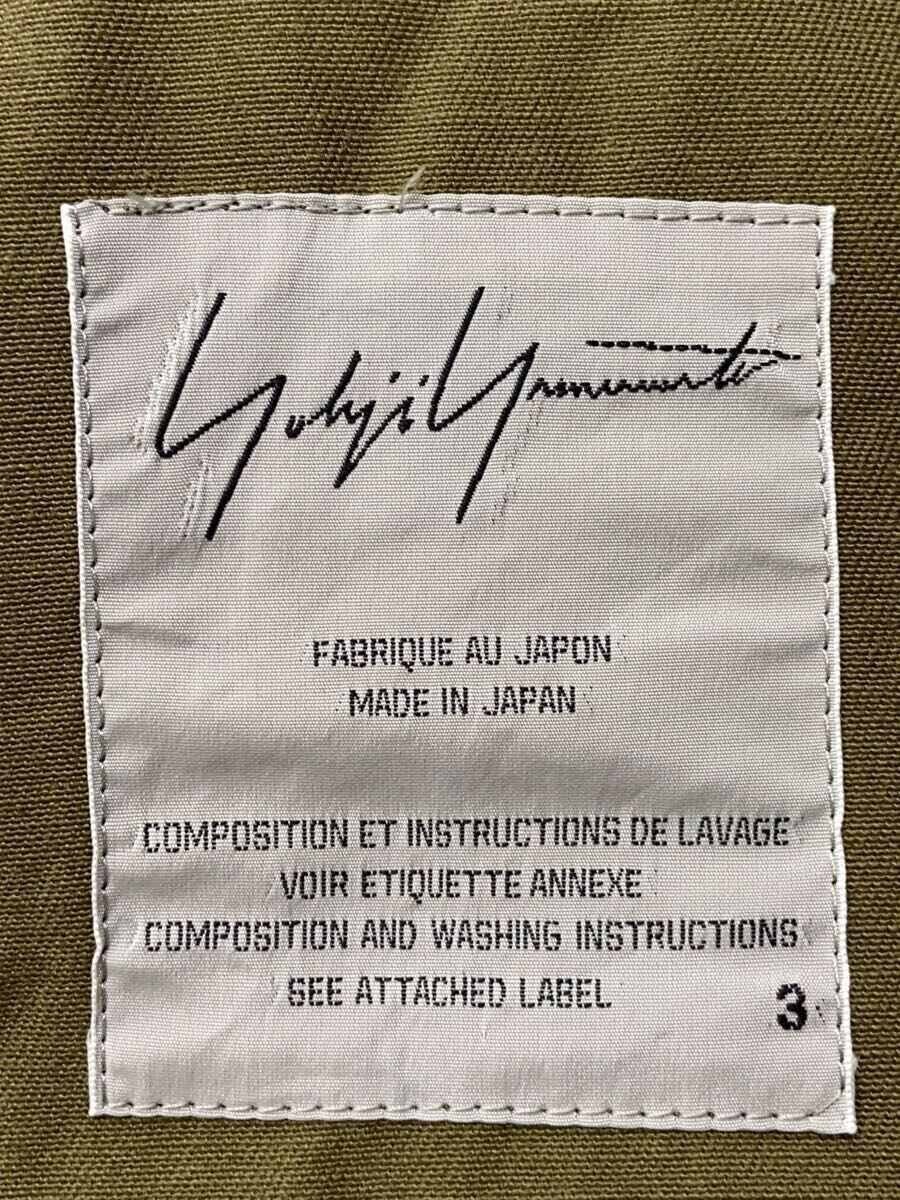 Yohji Yamamoto
FABRIQUE AU JAPON
MADE IN JAPAN
COMPOSITION ET INSTRUCTIONS DE LAVAGE
VOIR ETIQUETTE ANNEXE
COMPOSITION AND WASHING INSTRUCTIONS
SEE ATTACHED LABEL
3